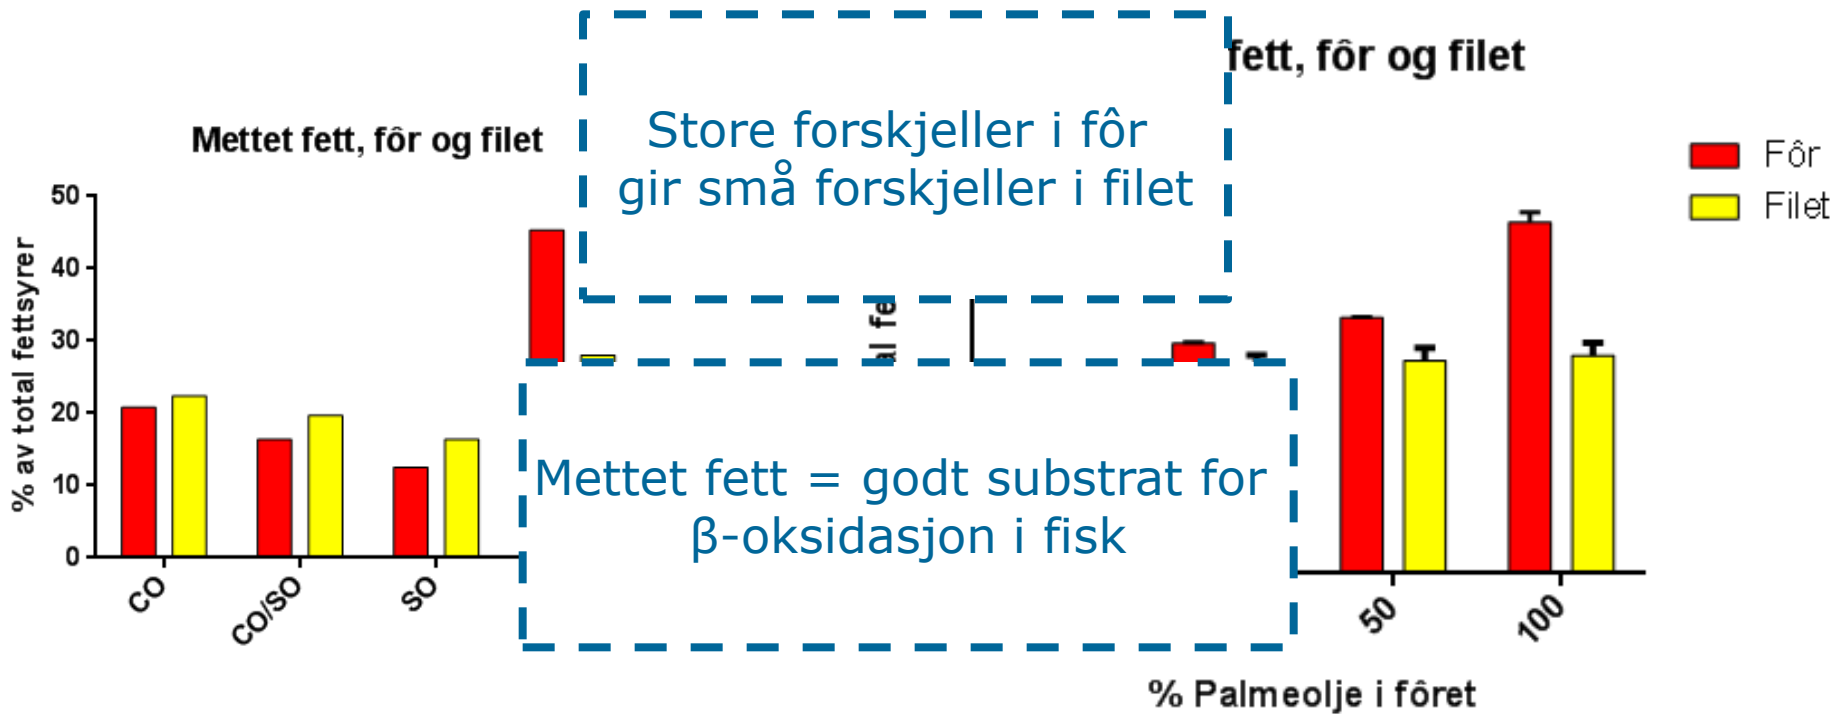 fett, fôr og filet
Store forskjeller i fôr
gir små forskjeller i filet
Mettet fett, fôr og filet
Fôr
Filet
50
40
30
20
10
0
% av total fettsyrer
al fe
Mettet fett = godt substrat for
β-oksidasjon i fisk
CO
CO/SO
SO
50
100
% Palmeolje i fôret